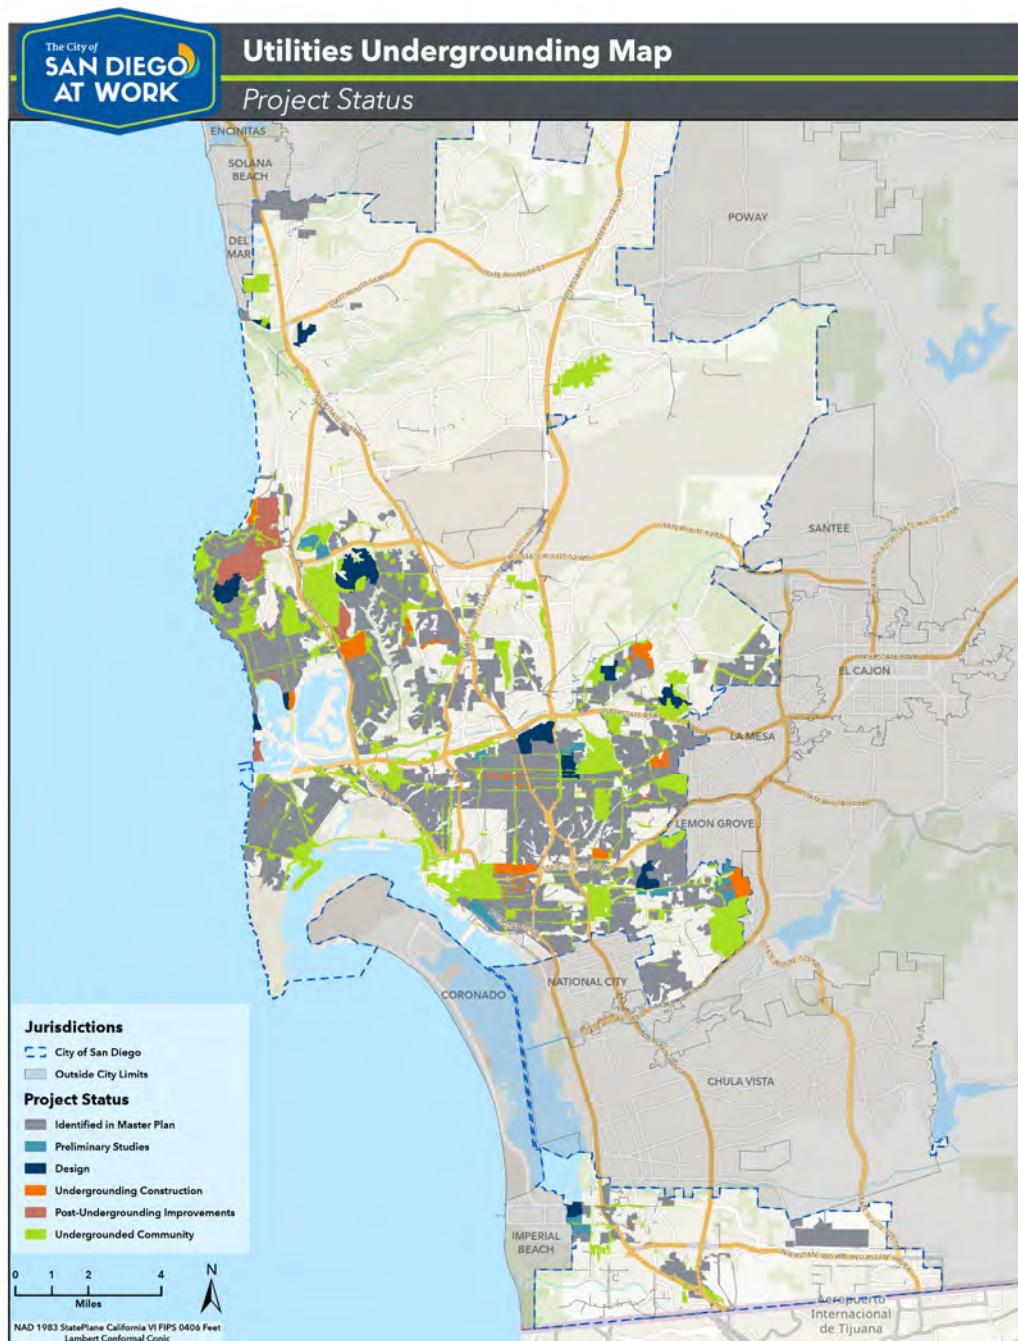 The City of
SAN DIEGO
AT WORK
Utilities Undergrounding Map
Project Status
ENCINITAS
SOLANA
BEACH
DEL
MAR
POWAY
SANTEE
EL CAJON
LA MESA
LEMON GROVE
NATIONAL CITY
CORONADO
CHULA VISTA
IMPERIAL
BEACH
Aeropuerto
Internacional
de Tijuana
Jurisdictions
City of San Diego
Outside City Limits
Project Status
Identified in Master Plan
Preliminary Studies
Design
Undergrounding Construction
Post-Undergrounding Improvements
Undergrounded Community
0 1 2 4
Miles
N
NAD 1983 StatePlane California VI FIPS 0406 Feet
Lambert Conformal Conic